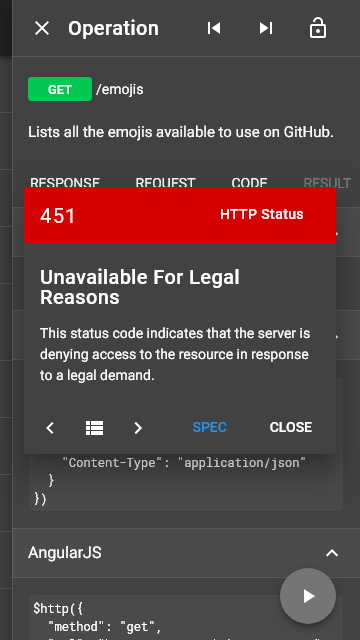 Operation
GET /emojis
Lists all the emojis available to use on GitHub.
RESPONSE REQUEST CODE RESULT
451 HTTP Status
Unavailable For Legal
Reasons
This status code indicates that the server is
denying access to the resource in response
to a legal demand.
SPEC CLOSE
"Content-Type": "application/json"
}
})
AngularJS
$http({
"method": "get",